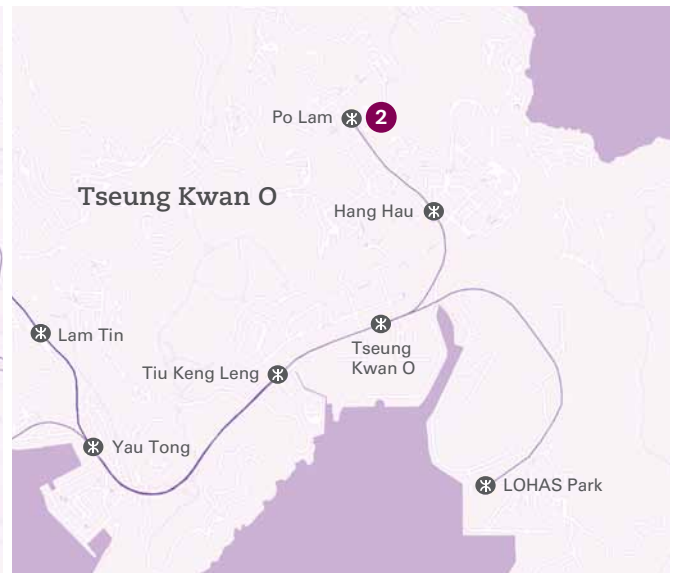 Po Lam
2
Tseung Kwan O
Hang Hau
Lam Tin
Tseung
Kwan O
Tiu Keng Leng
Yau Tong
LOHAS Park